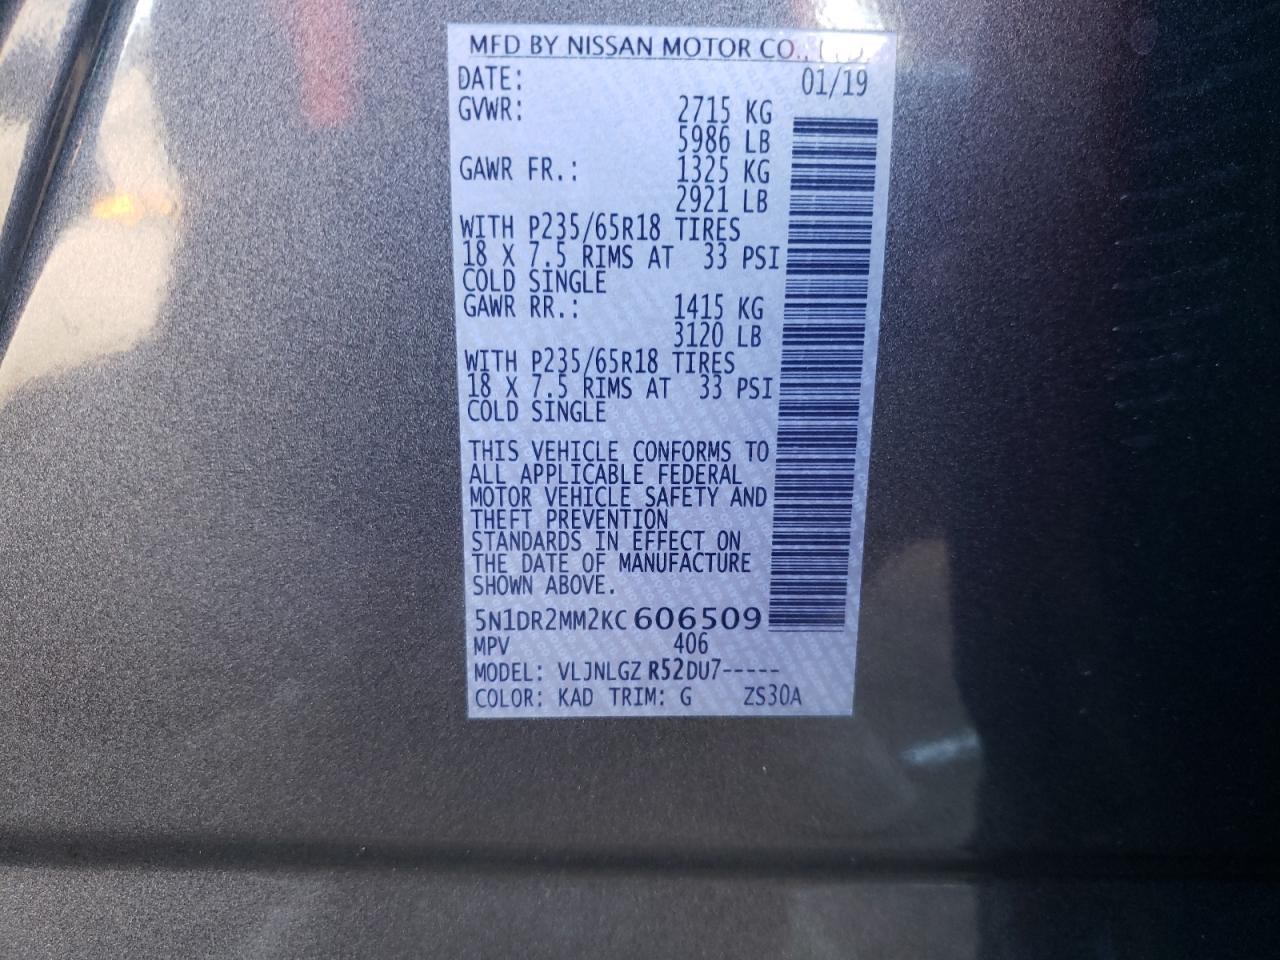 MFD BY NISSAN MOTOR CO.,
DATE: 01/19
GVWR: 2715 KG
5986 LB
GAWR FR.: 1325 KG
2921 LB
WITH P235/65R18 TIRES
18 X 7.5 RIMS AT 33 PSI
COLD SINGLE
GAWR RR.: 1415 KG
3120 LB
WITH P235/65R18 TIRES
18 X 7.5 RIMS AT 33 PSI
COLD SINGLE
THIS VEHICLE CONFORMS TO
ALL APPLICABLE FEDERAL
MOTOR VEHICLE SAFETY AND
THEFT PREVENTION
STANDARDS IN EFFECT ON
THE DATE OF MANUFACTURE
SHOWN ABOVE.
5N1DR2MM2KC 606509
MPV 406
MODEL: VLJNLGZ R52DU7-----
COLOR: KAD TRIM: G ZS30A